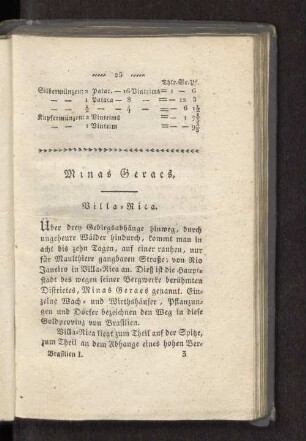 25
Thlr. Gr. Pf.
Silbermünzen: 2 Patac. — 16 Vintenns = 1 — 6
— — 1 Pataca — 8 — = 12 3
— — ½ — — 4 — = 6 1½
Kupfermünzen: 2 Vinteims = 1 7⅗
— — 1 Vinteim =
Minas Geraes.
Villa-Rica.
Über drey Gebirgsabhänge hinweg, durch
ungeheure Wälder hindurch, kommt man in
acht bis zehn Tagen, auf einer rauhen, nur
für Maulthiere gangbaren Straße, von Rio
Janeiro in Villa-Rica an. Dieß ist die Haupt-
stadt des wegen seiner Bergwerke berühmten
Districtes, Minas Geraes genannt. Ein-
zelne Wach- und Wirthshäuser, Pflanzun-
gen und Dörfer bezeichnen den Weg in diese
Goldprovinz von Brasilien.
Villa-Rica liegt zum Theil auf der Spitze,
zum Theil an dem Abhange eines hohen Ber-
Brasilien I. 3